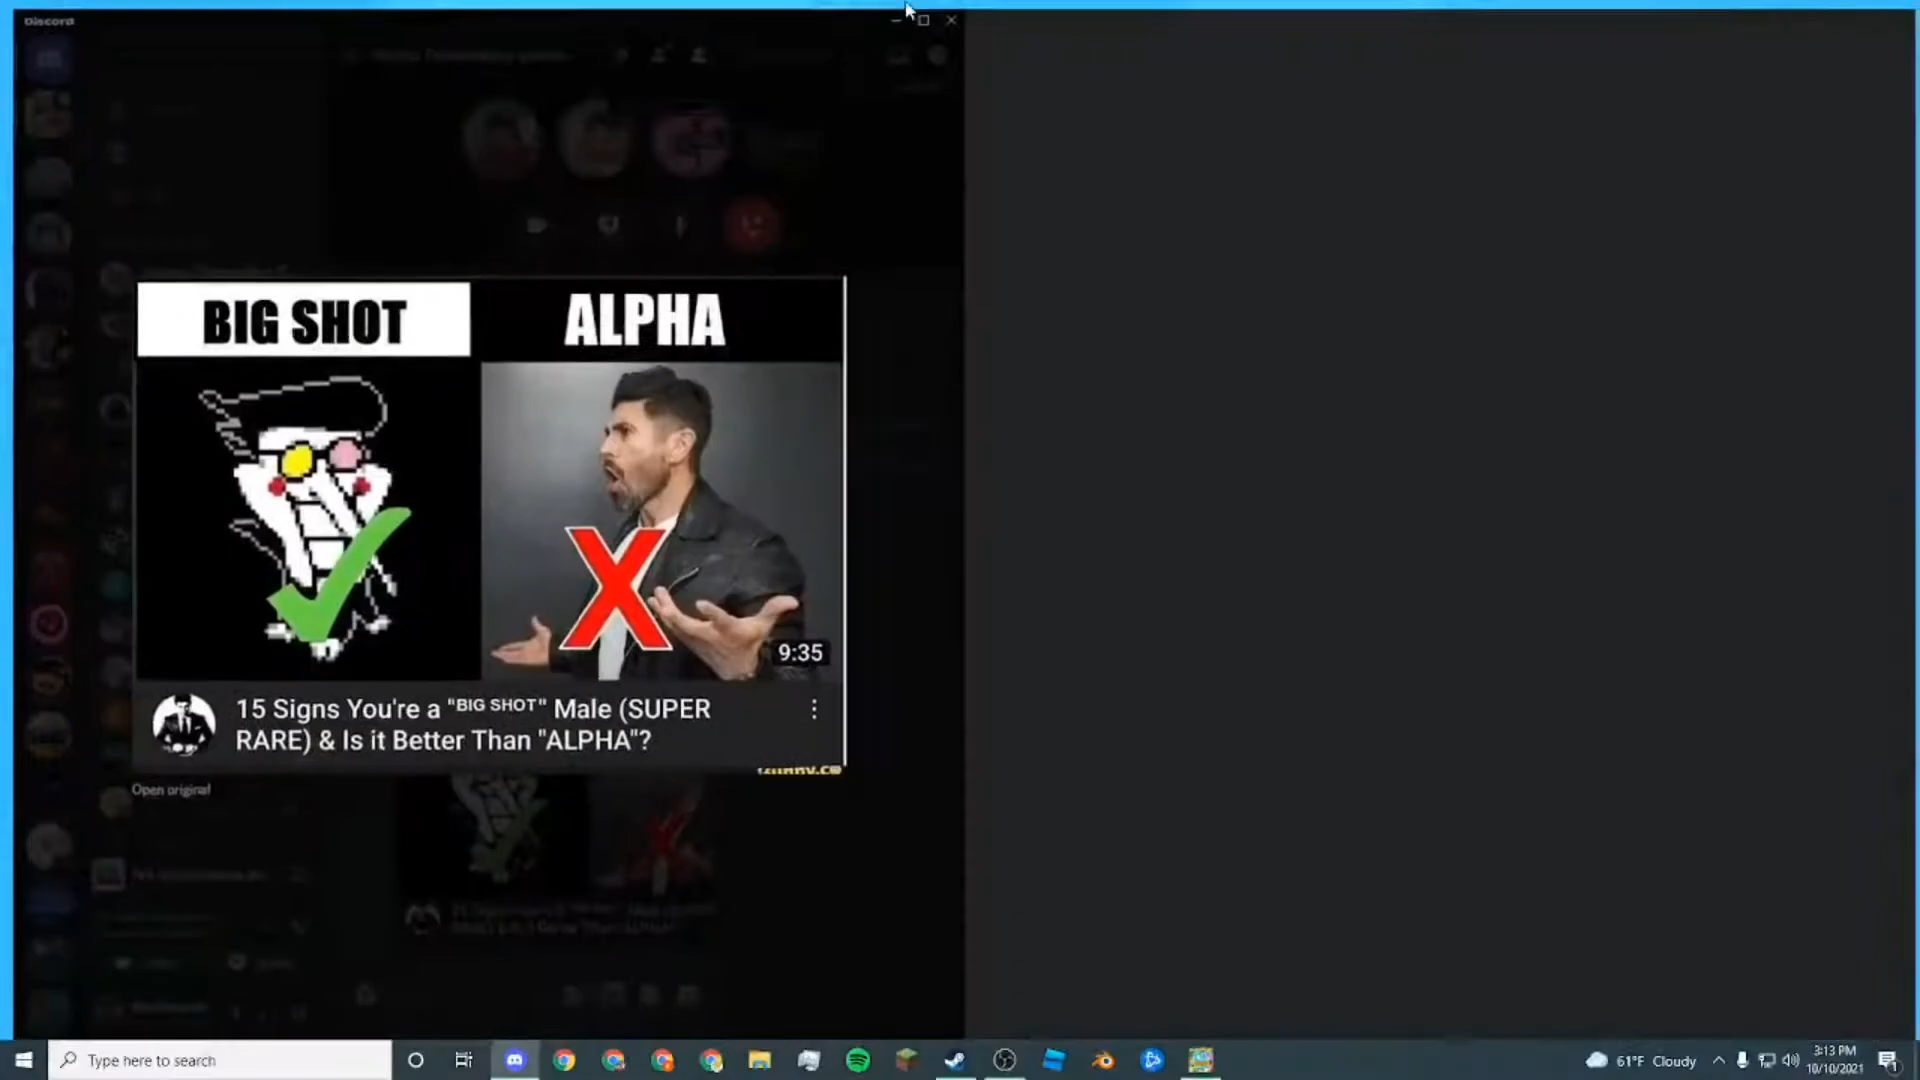 Discord
BIG SHOT
ALPHA
9:35
15 Signs You're a "BIG SHOT" Male (SUPER
RARE) & Is it Better Than "ALPHA"?
Open original
Type here to search
61°F Cloudy
3:13 PM
10/10/2021